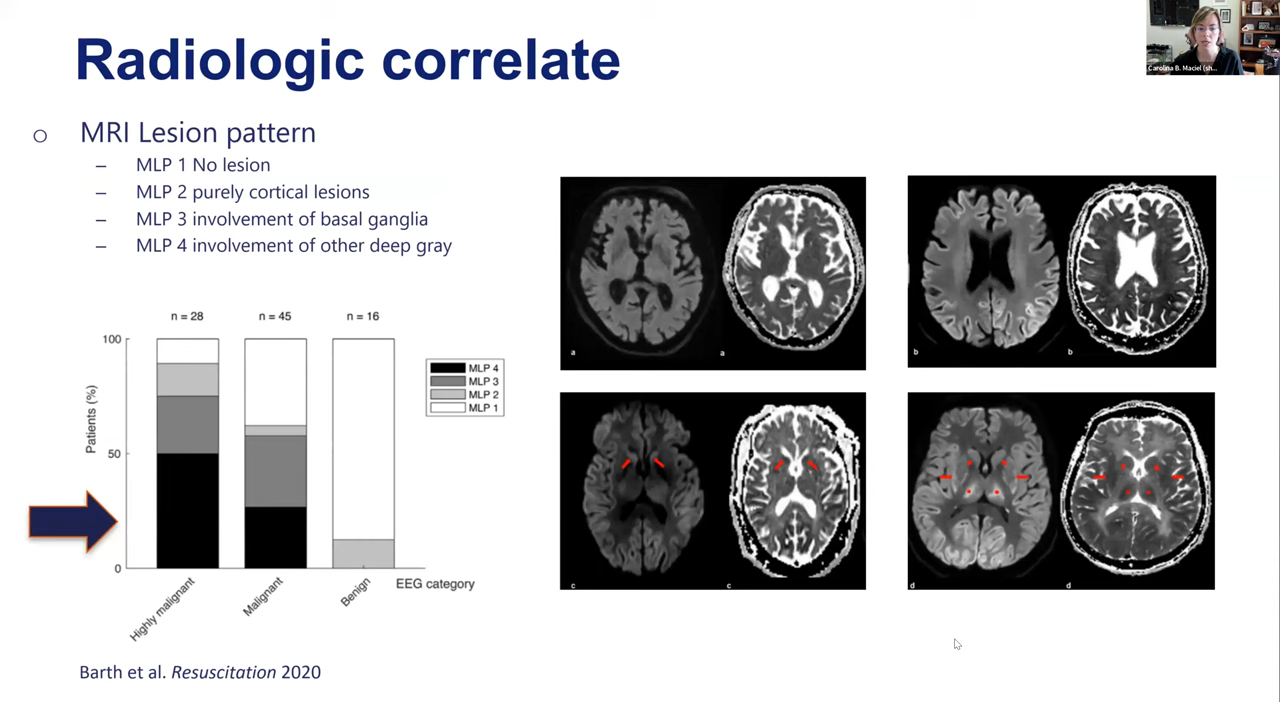 Radiologic correlate
Carolina B. Maciel (sh...
o MRI Lesion pattern
– MLP 1 No lesion
– MLP 2 purely cortical lesions
– MLP 3 involvement of basal ganglia
– MLP 4 involvement of other deep gray
n = 28
n = 45
n = 16
100
50
0
Patients (%)
MLP 4
MLP 3
MLP 2
MLP 1
Highly malignant
Malignant
Benign
EEG category
a
a
b
b
c
c
d
d
Barth et al. Resuscitation 2020